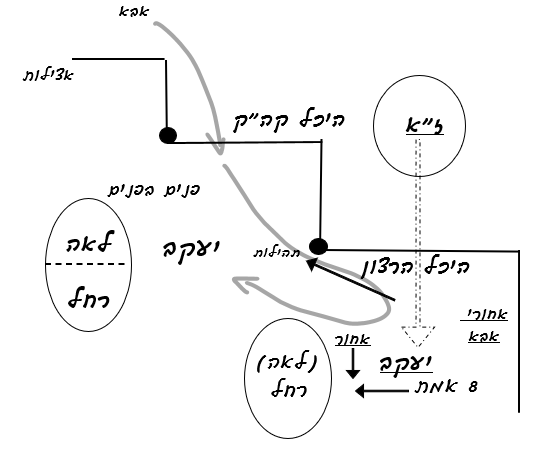 אבא
אצילות
היכל קה"ק
ז"א
פנים בפנים
לאה
יעקב
רחל
תהילות
היכל הרצון
אחורי
אבא
אחור
(לאה)
רחל
יעקב
8 אמת